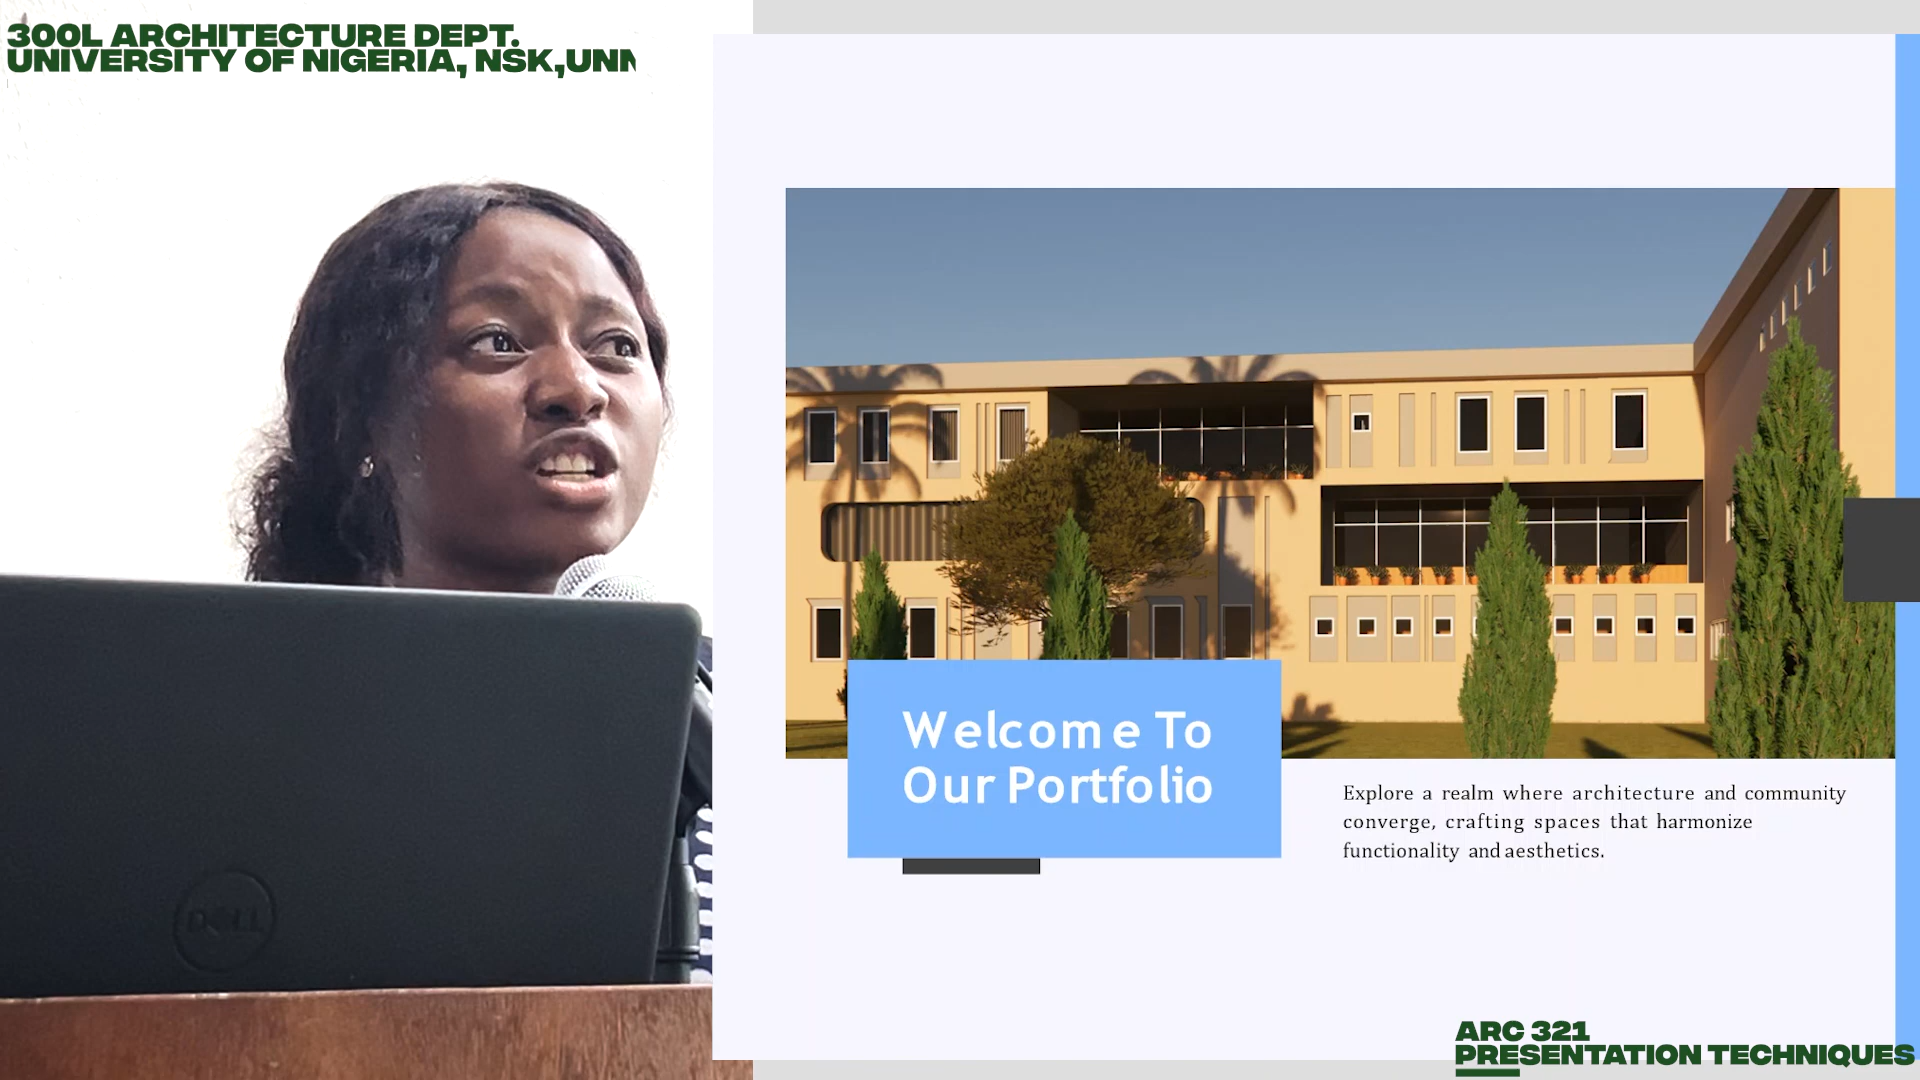 300L ARCHITECTURE DEPT.
UNIVERSITY OF NIGERIA, NSK,UNN
Welcome To
Our Portfolio
Explore a realm where architecture and community
converge, crafting spaces that harmonize
functionality and aesthetics.
DELL
ARC 321
PRESENTATION TECHNIQUES